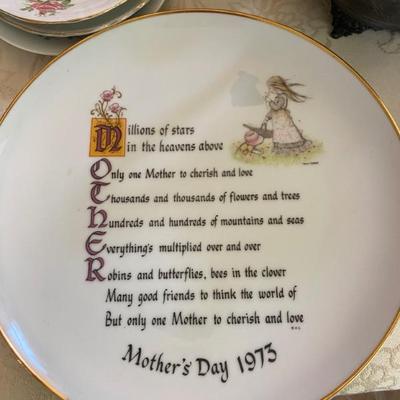 Millions of stars
in the heavens above
Only one Mother to cherish and love
Thousands and thousands of flowers and trees
Hundreds and hundreds of mountains and seas
Everything's multiplied over and over
Robins and butterflies, bees in the clover
Many good friends to think the world of
But only one Mother to cherish and love
Mother's Day 1973